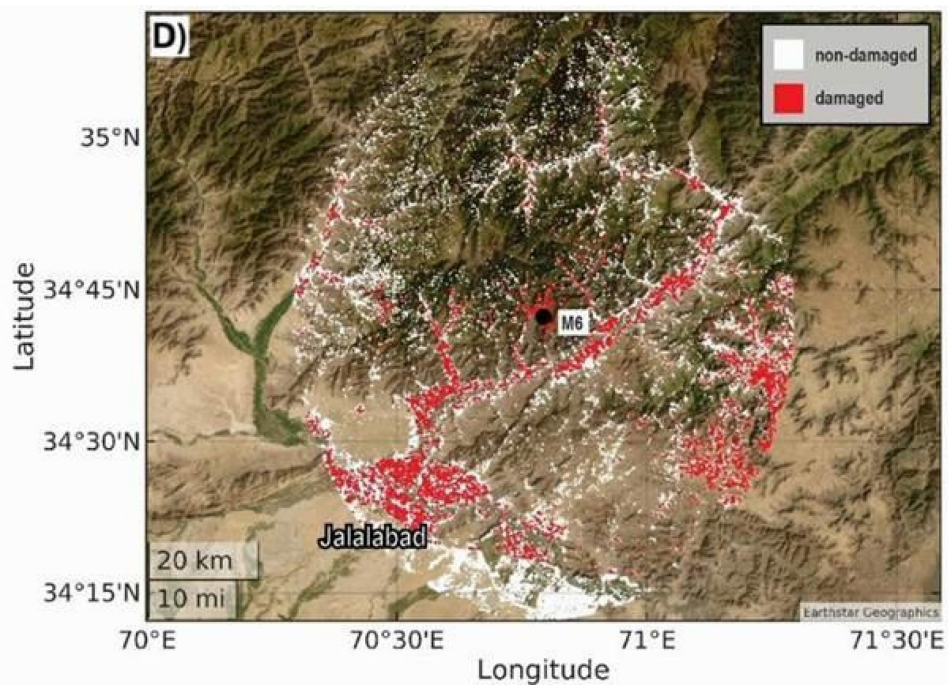 D)
non-damaged
damaged
35°N
34°45'N
34°30'N
34°15'N
Latitude
M6
Jalalabad
20 km
10 mi
Earthstar Geographics
70°E
70°30'E
71°E
71°30'E
Longitude